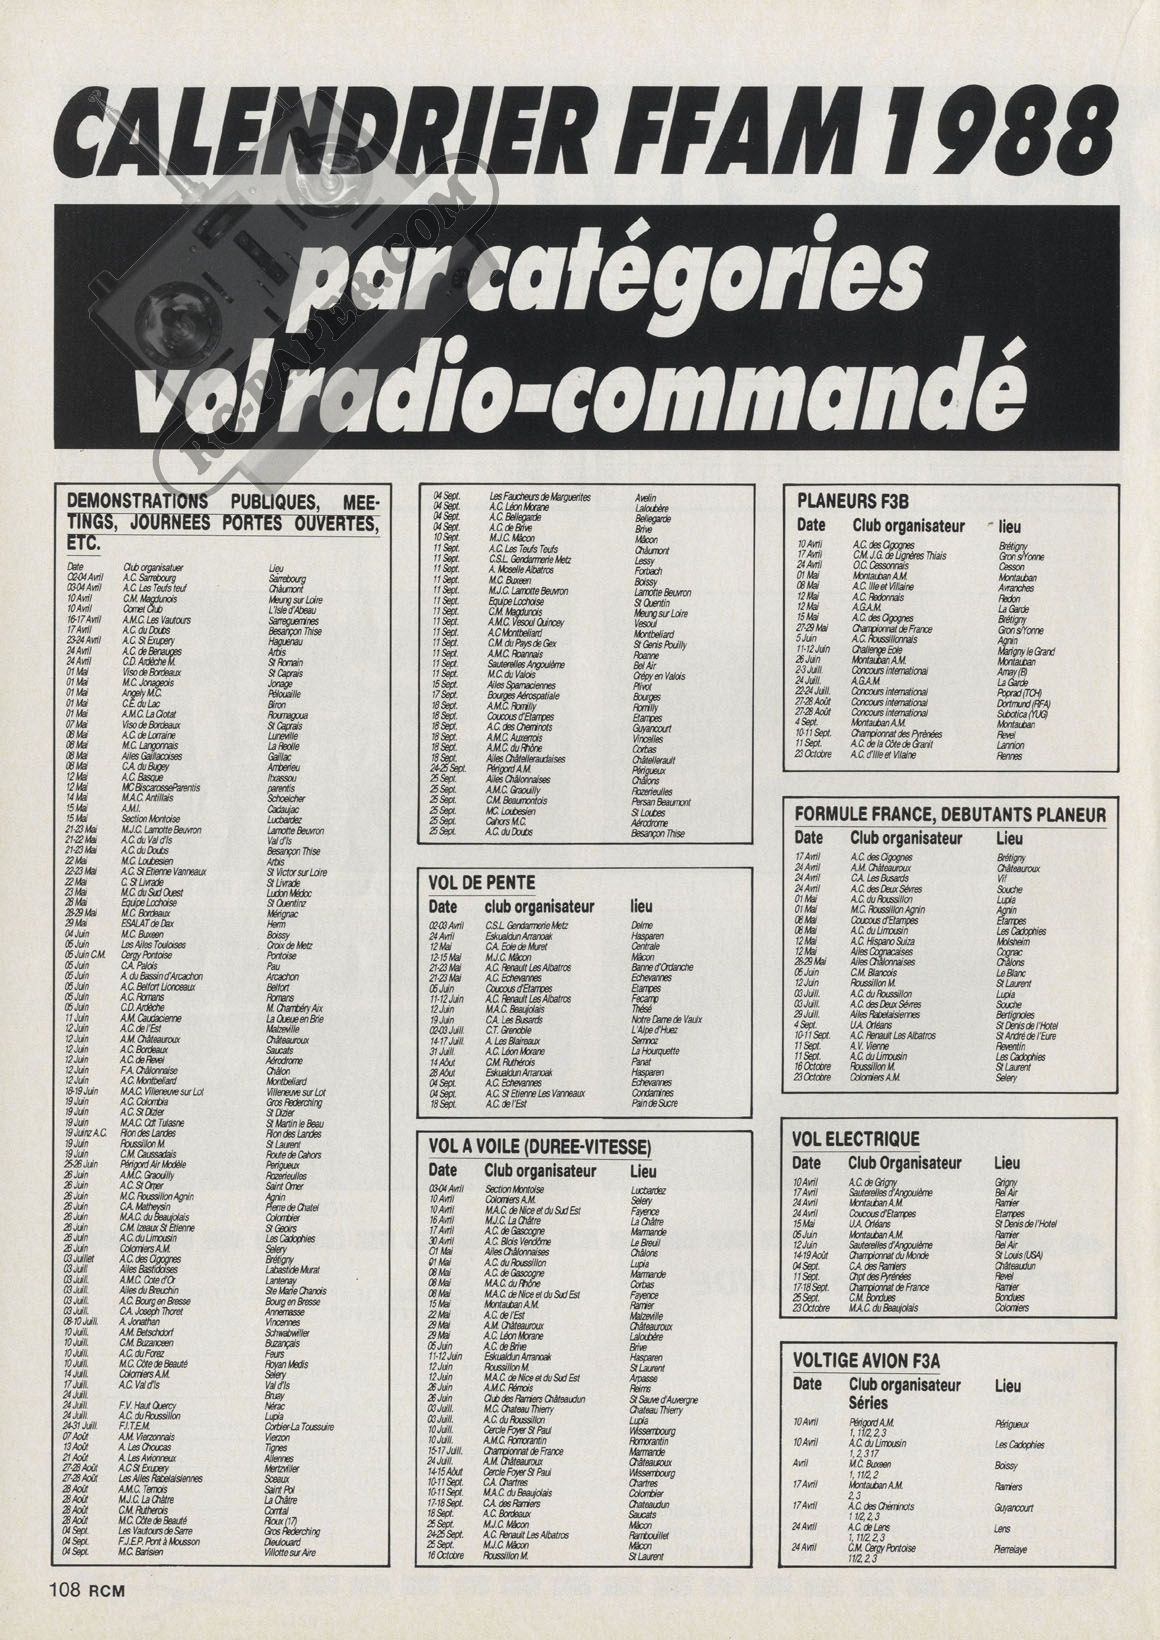 CALENDRIER FFAM 1988
par catégories
vol radio-commandé
RC-PAPER.COM
DEMONSTRATIONS PUBLIQUES, MEE-
TINGS, JOURNEES PORTES OUVERTES,
ETC.
Date Club organisatuer Lieu
02-04 Avril A.C. Sarrebourg Sarrebourg
03-04 Avril A.C. Les Teufs teuf Châumont
10 Avril C.M. Magdunois Meung sur Loire
10 Avril Comet Club L'Isle d'Abeau
16-17 Avril A.M.C. Les Vautours Sarreguemines
17 Avril A.C. du Doubs Besançon Thise
23-24 Avril A.C. St Exupery Haguenau
24 Avril A.C. de Benauges Arbis
24 Avril C.D. Ardèche M. St Romain
01 Mai Viso de Bordeaux St Caprais
01 Mai M.C. Jonageois Jonage
01 Mai Angely M.C. Pélouaille
01 Mai C.E. du Lac Biron
01 Mai A.M.C. La Ciotat Roumagoua
07 Mai Viso de Bordeaux St Caprais
08 Mai A.C. de Lorraine Luneville
08 Mai M.C. Langonnais La Reolle
08 Mai Ailes Gaillacoises Gaillac
08 Mai C.A. du Bugey Amberieu
12 Mai A.C. Basque Itxassou
12 Mai MC BiscarosseParentis parentis
14 Mai M.A.C. Antillais Schoelcher
15 Mai A.M.I. Cadaujac
15 Mai Section Montoise Lucbardez
21-23 Mai M.J.C. Lamotte Beuvron Lamotte Beuvron
21-22 Mai A.C. du Val d'Is Val d'Is
21-23 Mai A.C. du Doubs Besançon Thise
22 Mai M.C. Loubesien Arbis
22-23 Mai A.C. St Etienne Vanneaux St Victor sur Loire
22 Mai C. St Livrade St Livrade
23 Mai M.C. du Sud Ouest Ludon Médoc
28 Mai Equipe Lochoise St Quentinz
28-29 Mai M.C. Bordeaux Mérignac
29 Mai ESALAT de Dax Herm
04 Juin M.C. Buxeen Boissy
05 Juin Les Ailes Touloises Croix de Metz
05 Juin C.M. Cergy Pontoise Pontoise
05 Juin C.A. Palois Pau
05 Juin A. du Bassin d'Arcachon Arcachon
05 Juin A.C. Belfort Lionceaux Belfort
05 Juin A.C. Romans Romans
05 Juin C.D. Ardèche M. Chambéry Aix
11 Juin A.M. Caudacienne La Queue en Brie
12 Juin A.C. de l'Est Malzeville
12 Juin A.M. Châteauroux Châteauroux
12 Juin A.C. Bordeaux Saucats
12 Juin A.C. de Revel Aérodrome
12 Juin F.A. Châlonnaise Châlon
12 Juin A.C. Montbeliard Montbeliard
18-19 Juin M.A.C. Villeneuve sur Lot Villeneuve sur Lot
19 Juin A.C. Colombia Gros Rederching
19 Juin A.C. St Dizier St Dizier
19 Juin M.A.C. Cdt Tulasne St Martin le Beau
19 Juinz A.C. Rion des Landes Rion des Landes
19 Juin Roussillon M. St Laurent
19 Juin C.M. Caussadais Route de Cahors
25-26 Juin Périgord Air Modèle Perigueux
26 Juin A.M.C. Graouilly Rozerieulles
26 Juin A.C. St Omer Saint Omer
26 Juin M.C. Roussillon Agnin Agnin
26 Juin C.A. Matheysin Pierre de Chatel
26 Juin M.A.C. du Beaujolais Colombier
26 Juin C.M. Izeaux St Etienne St Geoirs
26 Juin A.C. du Limousin Les Cadophies
26 Juin Colomiers A.M. Selery
03 Juillet A.C. des Cigognes Brétigny
03 Juill Ailes Bastidoises Labastide Murat
03 Juill. A.M.C. Cote d'Or Lantenay
03 Juill. Ailes du Breuchin Ste Marie Chanois
03 Juill. A.C. Bourg en Bresse Bourg en Bresse
03 Juill. C.A. Joseph Thoret Annemasse
08-10 Juill. A. Jonathan Vincennes
10 Juill. A.M. Betschdorf Schwabwiller
10 Juill. C.M. Buzanceen Buzançais
10 Juill. A.C. du Forez Feurs
10 Juill. M.C. Côte de Beauté Royan Medis
14 Juill. Colomiers A.M. Selery
17 Juill. A.C. Val d'Is Val d'Is
24 Juill. Bruay
24 Juill. F.V. Haut Quercy Nérac
24 Juill. A.C. du Roussillon Lupia
24-31 Juill. F.I.T.E.M. Corbier-La Toussuire
07 Août A.M. Vierzonnais Vierzon
13 Août A. Les Choucas Tignes
21 Août A. Les Avionneux Allennes
27-28 Août A.C St Exupery Mertzviller
27-28 Août Les Ailes Rabelaisiennes Sceaux
28 Août A.M.C. Ternois Saint Pol
28 Août M.J.C. La Châtre La Châtre
28 Août C.M. Rutherois Comtal
28 Août M.C. Côte de Beaute Rioux (17)
04 Sept. Les Vautours de Sarre Gros Rederching
04 Sept. F.J.E.P. Pont à Mousson Dieulouard
04 Sept. M.C. Barisien Villotte sur Aire
04 Sept. Les Faucheurs de Marguerites Avelin
04 Sept. A.C. Léon Morane Laloubère
04 Sept. A.C. Bellegarde Bellegarde
04 Sept. A.C. de Brive Brive
10 Sept. M.J.C. Mâcon Mâcon
11 Sept. A.C. Les Teufs Teufs Châumont
11 Sept. C.S.L. Gendarmerie Metz Lessy
11 Sept. A. Moselle Albatros Forbach
11 Sept. M.C. Buxeen Boissy
11 Sept. M.J.C. Lamotte Beuvron Lamotte Beuvron
11 Sept. Equipe Lochoise St Quentin
11 Sept. C.M. Magdunois Meung sur Loire
11 Sept. A.M.C. Vesoul Quincey Vesoul
11 Sept. A.C Montbeliard Montbeliard
11 Sept. C.M. du Pays de Gex St Genis Pouilly
11 Sept. A.M.C. Roannais Roanne
11 Sept. Sauterelles Angoulème Bel Air
11 Sept. M.C. du Valois Crépy en Valois
15 Sept. Ailes Sparnaciennes Plivot
17 Sept. Bourges Aérospatiale Bourges
18 Sept. A.M.C. Romilly Romilly
18 Sept. Coucous d'Etampes Etampes
18 Sept. A.C. des Cheminots Guyancourt
18 Sept. A.M.C. Auxerrois Vincelles
18 Sept. A.M.C. du Rhône Corbas
18 Sept. Ailes Châtelleraudaises Châtellerault
24-25 Sept. Périgord A.M. Périgueux
25 Sept. Ailes Châlonnaises Châlons
25 Sept. A.M.C. Graouilly Rozerieulles
25 Sept. C.M. Beaumontois Persan Beaumont
25 Sept. MC. Loubesien St Loubes
25 Sept. Cahors M.C. Aérodrome
25 Sept. A.C. du Doubs Besançon Thise
VOL DE PENTE
Date club organisateur lieu
02-03 Avril C.S.L. Gendarmerie Metz Delme
24 Avril Eskualdun Arranoak Hasparen
12 Mai C.A. Eole de Muret Centrale
12-15 Mai M.J.C. Mâcon Mâcon
21-23 Mai A.C. Renault Les Albatros Banne d'Ordanche
21-23 Mai A.C. Echevannes Echevannes
05 Juin Coucous d'Etampes Etampes
11-12 Juin A.C. Renault Les Albatros Fecamp
12 Juin M.A.C. Beaujolais Thésé
19 Juin C.A. Les Busards Notre Dame de Vaulx
02-03 Juill. C.T. Grenoble L'Alpe d'Huez
14-17 Juill. A. Les Blaireaux Semnoz
31 Juill. A.C. Léon Morane La Hourquette
14 Août C.M. Ruthérois Panat
28 Août Eskualdun Arranoak Hasparen
04 Sept. A.C. Echevannes Echevannes
04 Sept. A.C. St Etienne Les Vanneaux Condamines
18 Sept. A.C. de l'Est Pain de Sucre
VOL A VOILE (DUREE-VITESSE)
Date Club organisateur Lieu
03-04 Avril Section Montoise Lucbardez
10 Avril Colomiers A.M. Selery
10 Avril M.A.C. de Nice et du Sud Est Fayence
16 Avril M.J.C. La Châtre La Châtre
17 Avril A.C. de Gascogne Marmande
30 Avril A.C. Blois Vendôme Le Breuil
01 Mai Ailes Châlonnaises Châlons
01 Mai A.C. du Roussillon Lupia
08 Mai A.C. de Gascogne Marmande
08 Mai M.A.C. du Rhône Corbas
08 Mai M.A.C. de Nice et du Sud Est Fayence
15 Mai Montauban A.M. Ramier
22 Mai A.C. de l'Est Malzeville
29 Mai A.M. Châteauroux Châteauroux
29 Mai A.C. Léon Morane Laloubère
05 Juin A.C. de Brive Brive
11-12 Juin Eskualdun Arranoak Hasparen
12 Juin Roussillon M. St Laurent
12 Juin M.A.C. de Nice et du Sud Est Arpasse
26 Juin A.M.C. Rémois Reims
26 Juin Club des Ramiers Châteaudun St Sauve d'Auvergne
03 Juill. M.C. Chateau Thierry Chateau Thierry
03 Juill. A.C. du Roussillon Lupia
10 Juill. Cercle Foyer St Paul Wissembourg
10 Juill. A.M.C. Romorantin Romorantin
15-17 Juill. Championnat de France Marmande
24 Juill. A.M. Châteauroux Châteauroux
14-15 Août Cercle Foyer St Paul Wissembourg
10-11 Sept. C.A. Chartres Chartres
10-11 Sept. M.A.C. du Beaujolais Colombier
17-18 Sept. C.A. des Ramiers Chateaudun
18 Sept. A.C. Bordeaux Saucats
25 Sept. M.J.C. Mâcon Mâcon
24-25 Sept. A.C. Renault Les Albatros Rambouillet
25 Sept. M.J.C. Mâcon Mâcon
16 Octobre Roussillon M. St Laurent
PLANEURS F3B
Date Club organisateur lieu
10 Avril A.C. des Cigognes Brétigny
17 Avril C.M. J.G. de Lignères Thiais Gron s/Yonne
24 Avril O.C. Cessonnais Cesson
01 Mai Montauban A.M. Montauban
08 Mai A.C. Ille et Villaine Avranches
12 Mai A.C. Redonnais Redon
12 Mai A.G.A.M. La Garde
15 Mai A.C. des Cigognes Brétigny
27-29 Mai Championnat de France Gron s/Yonne
5 Juin A.C. Roussillonnais Agnin
11-12 Juin Challenge Eole Marigny le Grand
26 Juin Montauban A.M. Montauban
2-3 Juill. Concours international Amay (B)
24 Juill. A.G.A.M. La Garde
22-24 Juill. Concours international Poprad (TCH)
27-28 Août Concours international Dortmund (RFA)
27-28 Août Concours international Subotica (YUG)
4 Sept. Montauban A.M. Montauban
10-11 Sept. Championnat des Pyrénées Revel
11 Sept. A.C. de la Côte de Granit Lannion
23 Octobre A.C. d'Ille et Vilaine Rennes
FORMULE FRANCE, DEBUTANTS PLANEUR
Date Club organisateur Lieu
17 Avril A.C. des Cigognes Brétigny
24 Avril A.M. Châteauroux Châteauroux
24 Avril C.A. Les Busards Vif
24 Avril A.C. des Deux Sèvres Souche
01 Mai A.C. du Roussillon Lupia
01 Mai M.C. Roussillon Agnin Agnin
08 Mai Coucous d'Etampes Etampes
08 Mai A.C. du Limousin Les Cadophies
12 Mai A.C. Hispano Suiza Molsheim
12 Mai Ailes Cognacaises Cognac
28-29 Mai Ailes Châlonnaises Châlons
05 Juin C.M. Blancois Le Blanc
12 Juin Roussillon M. St Laurent
03 Juill. A.C. du Roussillon Lupia
03 Juill. A.C. des Deux Sèvres Souche
29 Juill. Ailes Rabelaisiennes Bertignoles
4 Sept. U.A. Orléans St Denis de l'Hotel
10-11 Sept. A.C. Renault Les Albatros St André de l'Eure
11 Sept. A.V. Vienne Reventin
11 Sept. A.C. du Limousin Les Cadophies
16 Octobre Roussillon M. St Laurent
23 Octobre Colomiers A.M. Selery
VOL ELECTRIQUE
Date Club Organisateur Lieu
10 Avril A.C. de Grigny Grigny
17 Avril Sauterelles d'Angoulème Bel Air
24 Avril Montauban A.M. Ramier
24 Avril Coucous d'Etampes Etampes
15 Mai U.A. Orléans St Denis de l'Hotel
05 Juin Montauban A.M. Ramier
12 Juin Sauterelles d'Angoulème Bel Air
14-19 Août Championnat du Monde St Louis (USA)
04 Sept. C.A. des Ramiers Châteaudun
11 Sept. Chpt des Pyrénées Revel
17-18 Sept. Championnat de France Ramier
25 Sept. C.M. Bondues Bondues
23 Octobre M.A.C. du Beaujolais Colomiers
VOLTIGE AVION F3A
Date Club organisateur Lieu
Séries
10 Avril Périgord A.M. Périgueux
1, 11/2, 2, 3
10 Avril A.C. du Limousin Les Cadophies
1, 2, 3 17
Avril M.C. Buxeen Boissy
1, 11/2, 2
17 Avril Montauban A.M. Ramiers
2, 3
17 Avril A.C. des Chéminots Guyancourt
1 1/2, 2, 3
24 Avril A.C. de Lens Lens
1, 11/2, 2, 3
24 Avril C.M. Cergy Pontoise Pierrelaye
11/2, 2, 3
108 RCM